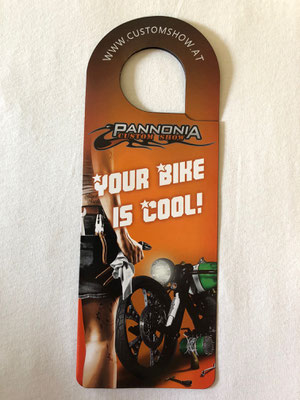 WWW.CUSTOMSHOW.AT
PANNONIA
CUSTOM SHOW
YOUR BIKE
IS COOL!